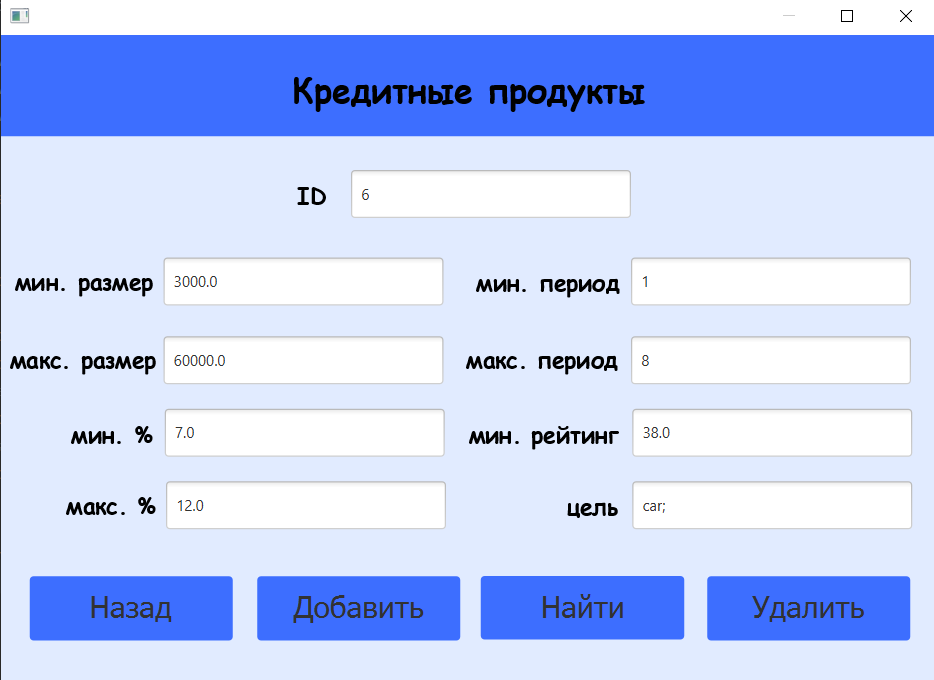 Кредитные продукты
ID 6
мин. размер 3000.0 мин. период 1
макс. размер 60000.0 макс. период 8
мин. % 7.0 мин. рейтинг 38.0
макс. % 12.0 цель car;
Назад Добавить Найти Удалить